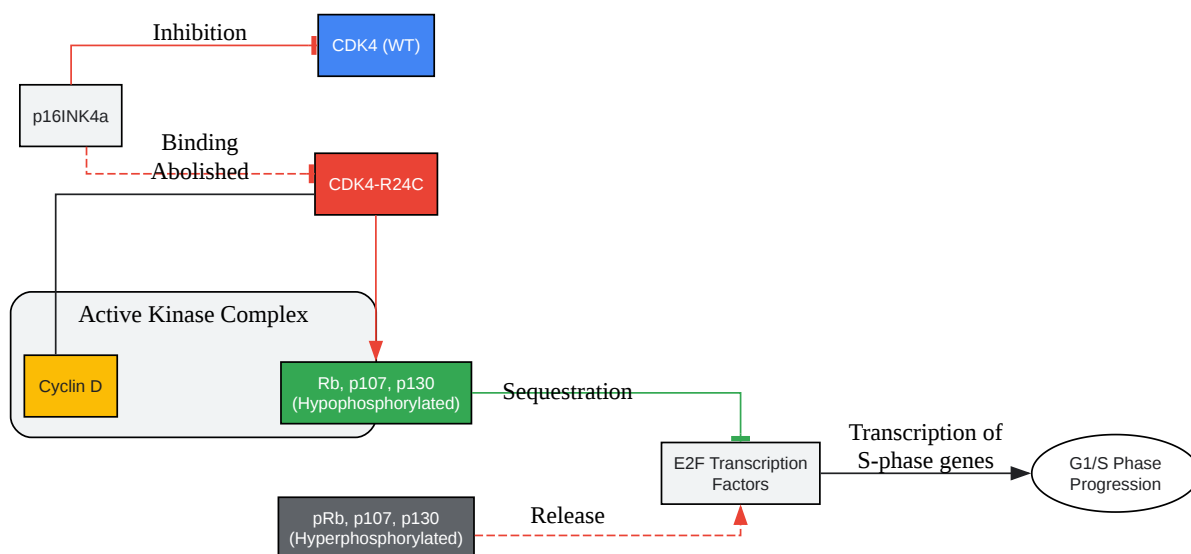 Inhibition
CDK4 (WT)
p16INK4a
Binding
Abolished
CDK4-R24C
Active Kinase Complex
Cyclin D
Rb, p107, p130
(Hypophosphorylated)
Sequestration
E2F Transcription
Factors
Transcription of
S-phase genes
G1/S Phase
Progression
pRb, p107, p130
(Hyperphosphorylated)
Release